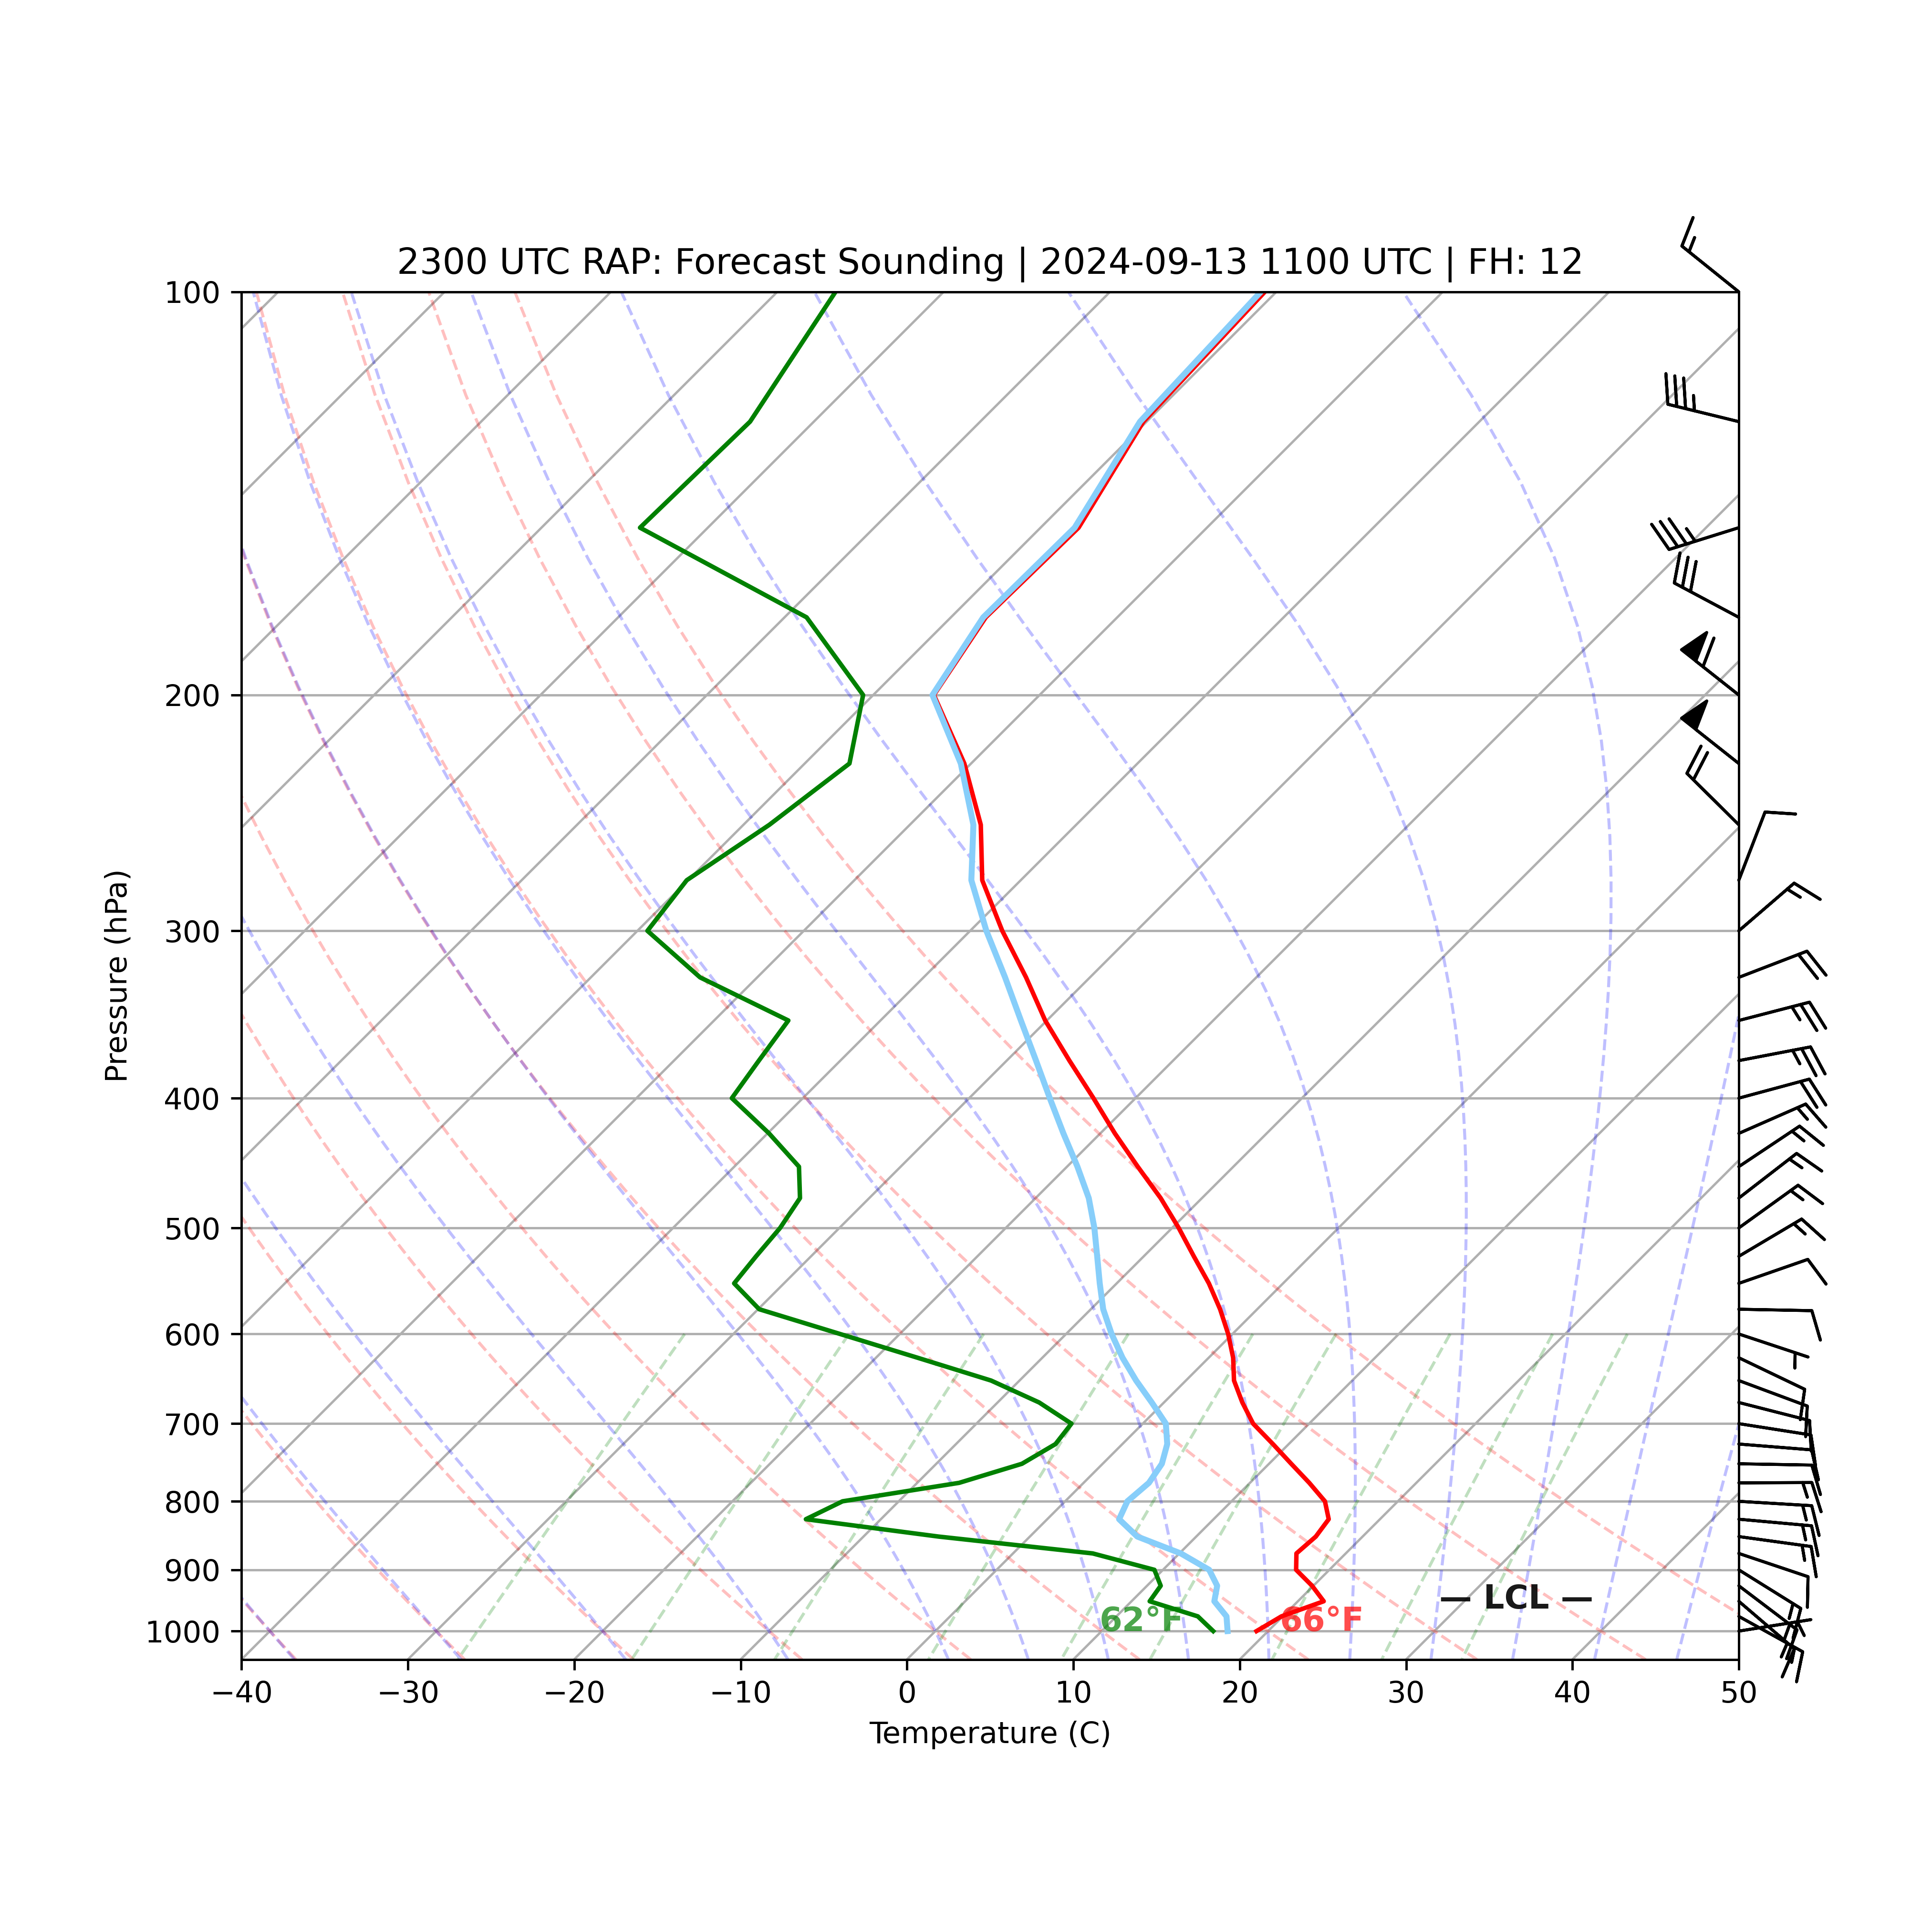 2300 UTC RAP: Forecast Sounding | 2024-09-13 1100 UTC | FH: 12
100
200
300
400
500
600
700
800
900
1000
Pressure (hPa)
— LCL —
62°F
66°F
−40 −30 −20 −10 0 10 20 30 40 50
Temperature (C)